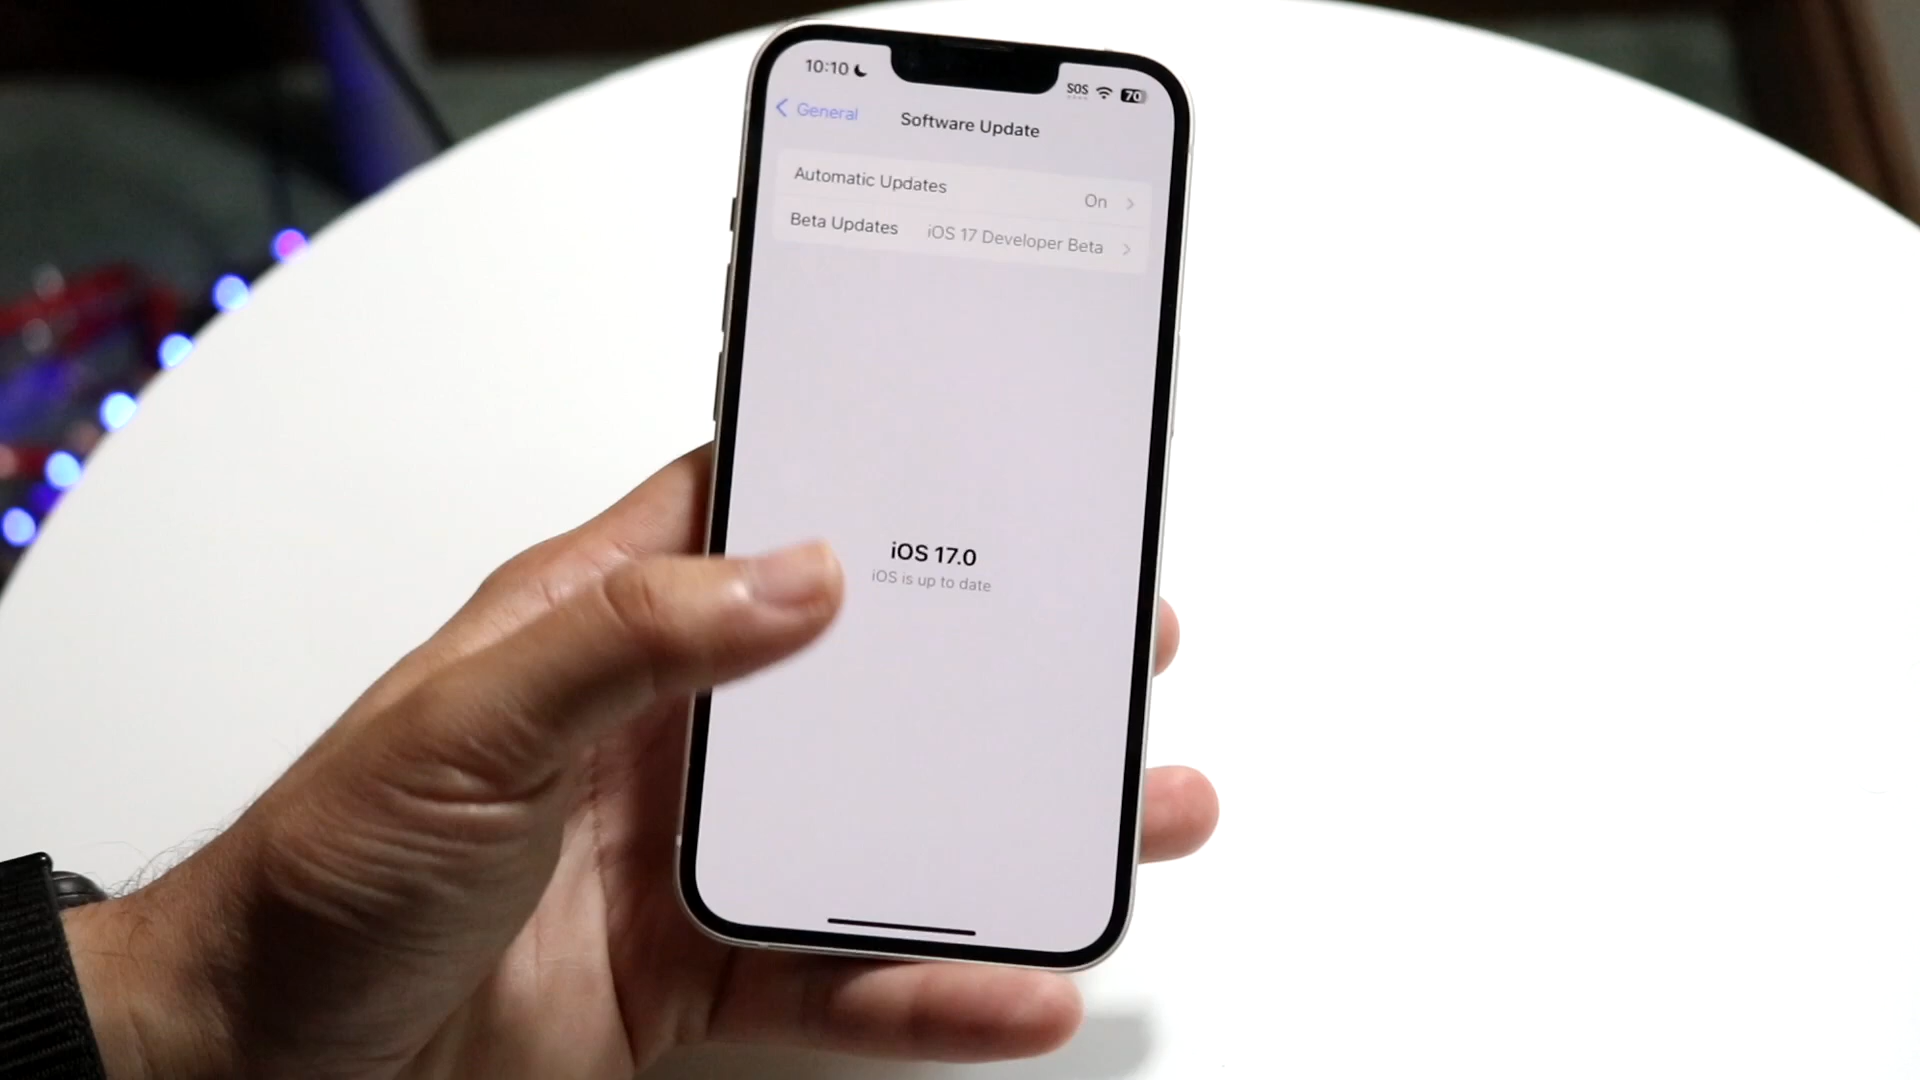 10:10
SOS 70
General
Software Update
Automatic Updates On
Beta Updates iOS 17 Developer Beta
iOS 17.0
iOS is up to date